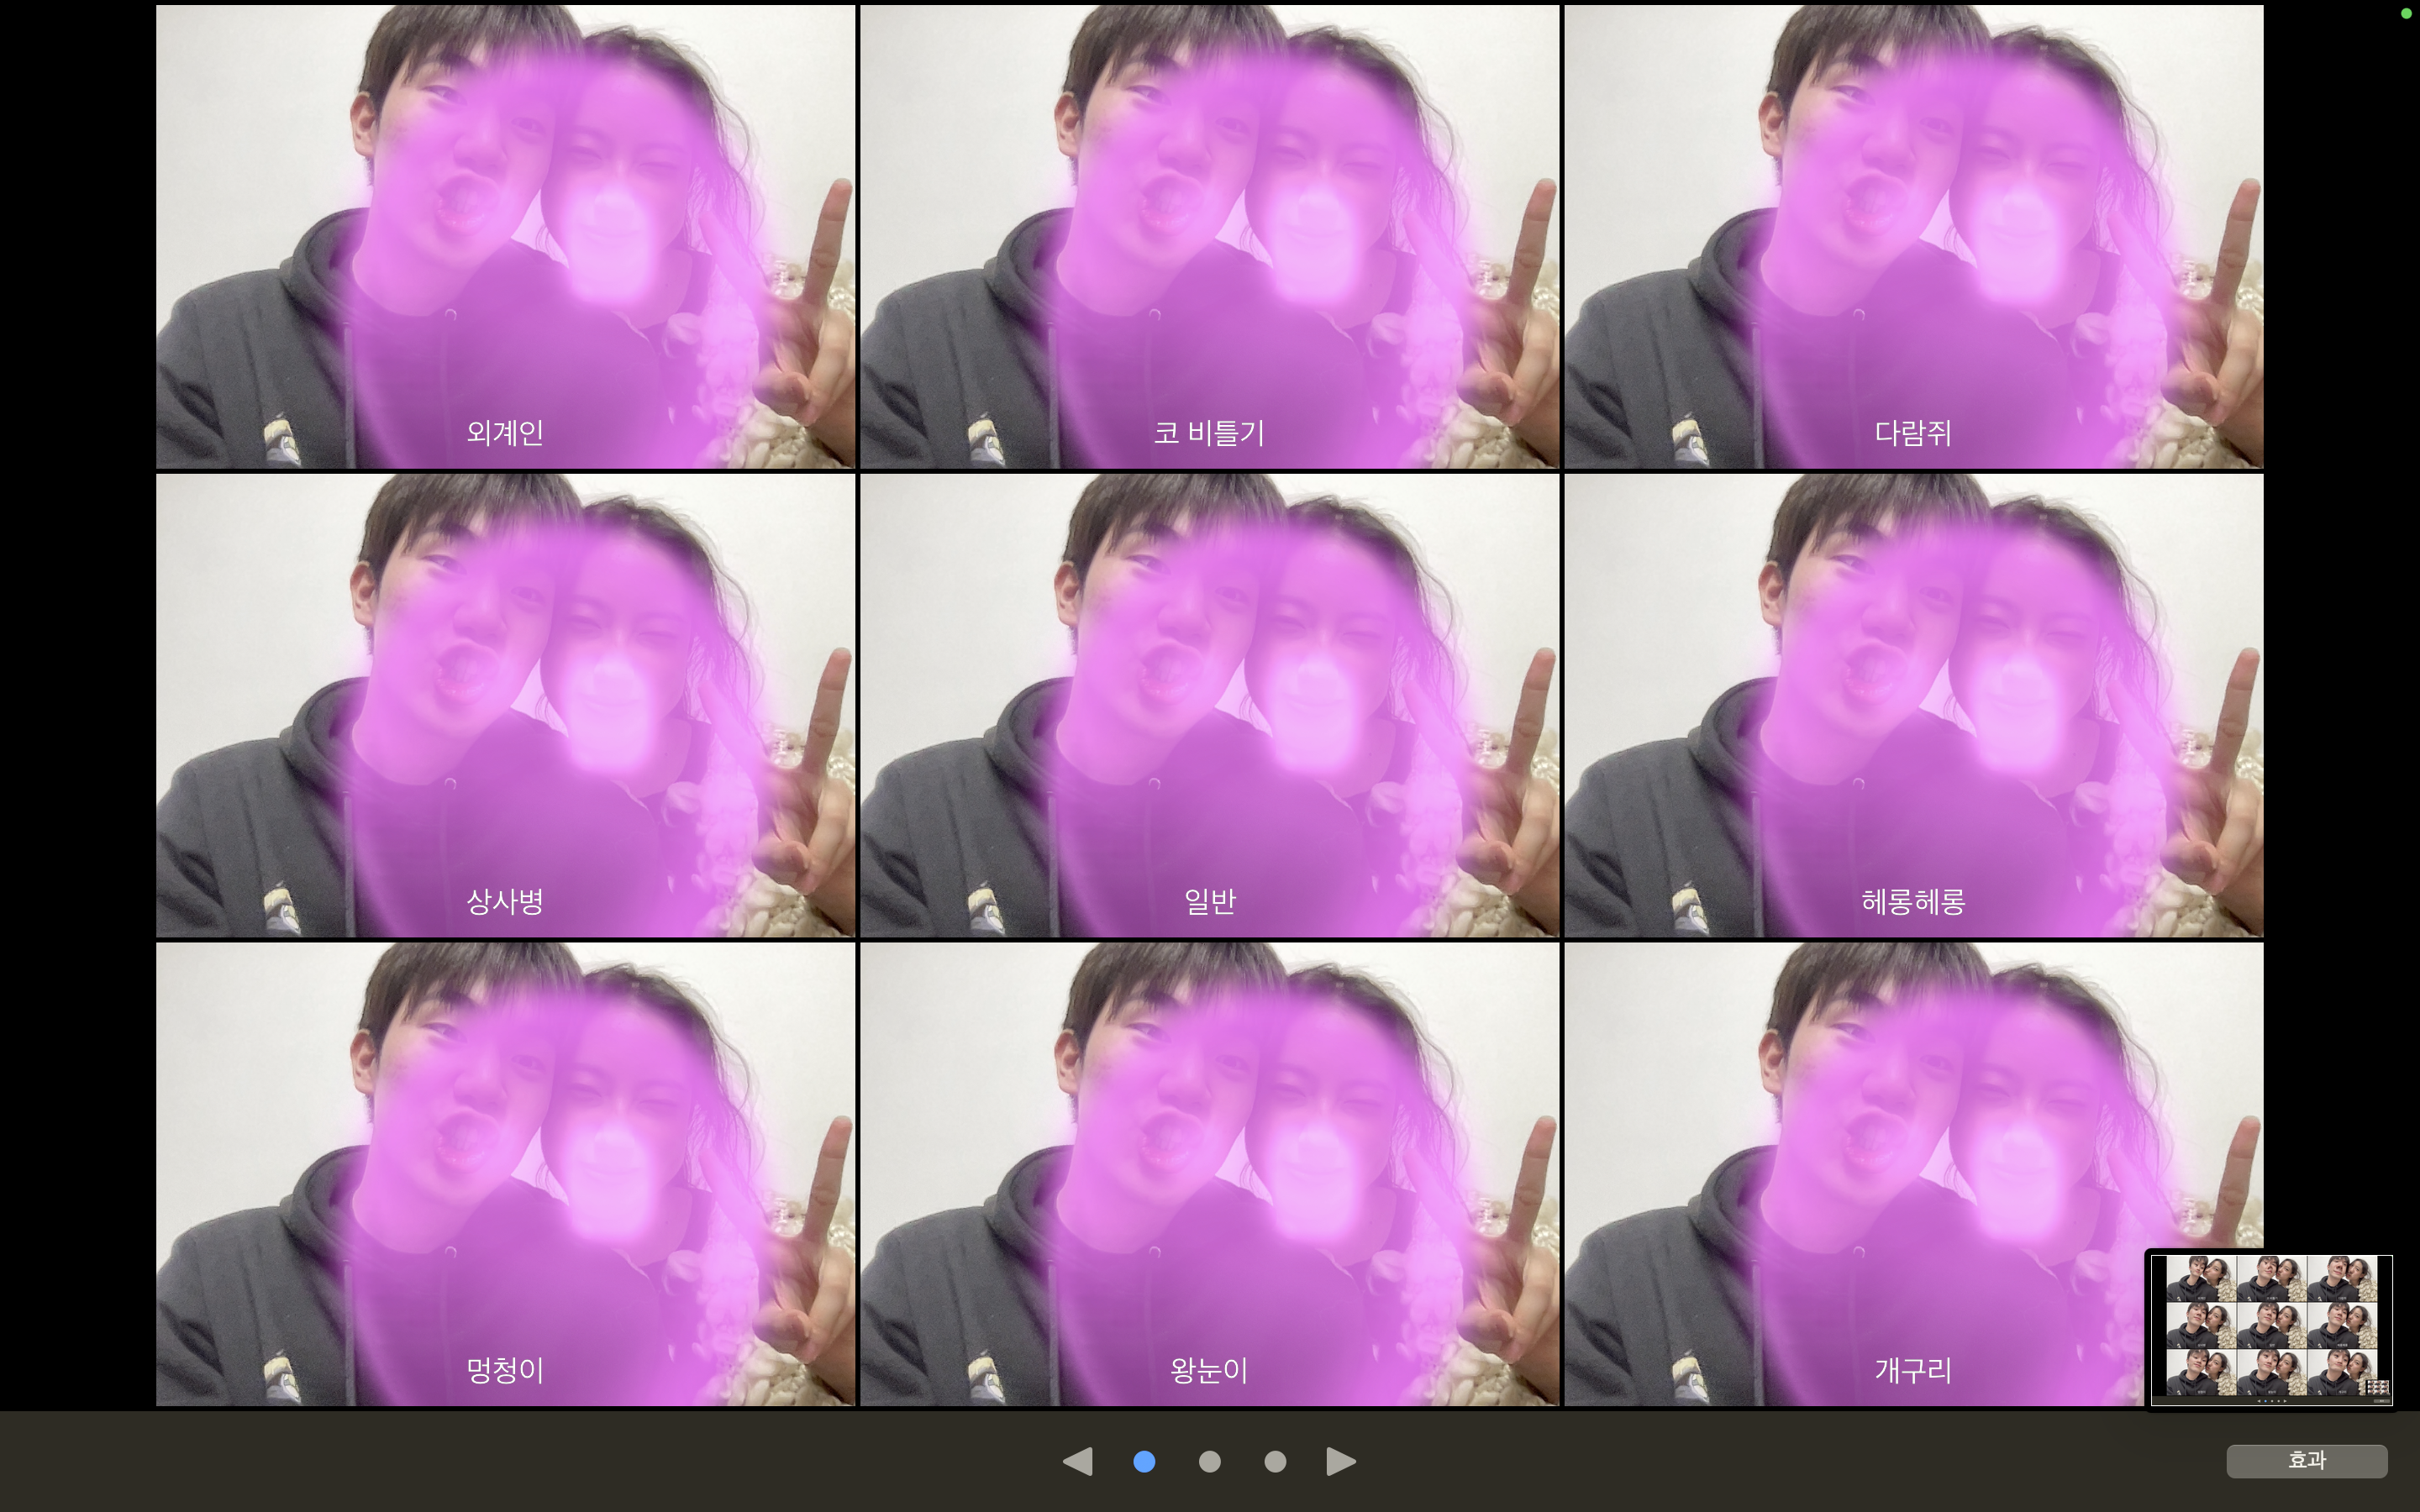 외계인
코 비틀기
다람쥐
상사병
일반
헤롱헤롱
멍청이
왕눈이
개구리
효과